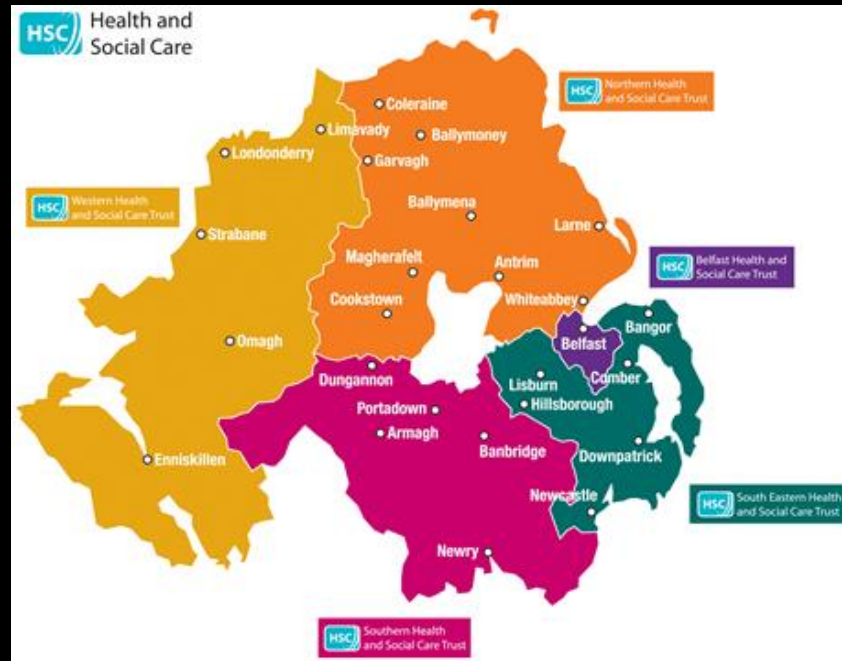 HSC
Health and
Social Care
HSC
Northern Health
and Social Care Trust
Coleraine
Limavady
Ballymoney
Londonderry
Garvagh
HSC
Western Health
and Social Care Trust
Ballymena
Strabane
Larne
Magherafelt
Antrim
HSC
Belfast Health and
Social Care Trust
Cookstown
Whiteabbey
Bangor
Omagh
Belfast
Dungannon
Lisburn
Comber
Portadown
Hillsborough
Armagh
Banbridge
Enniskillen
Downpatrick
Newcastle
HSC
South Eastern Health
and Social Care Trust
Newry
HSC
Southern Health
and Social Care Trust